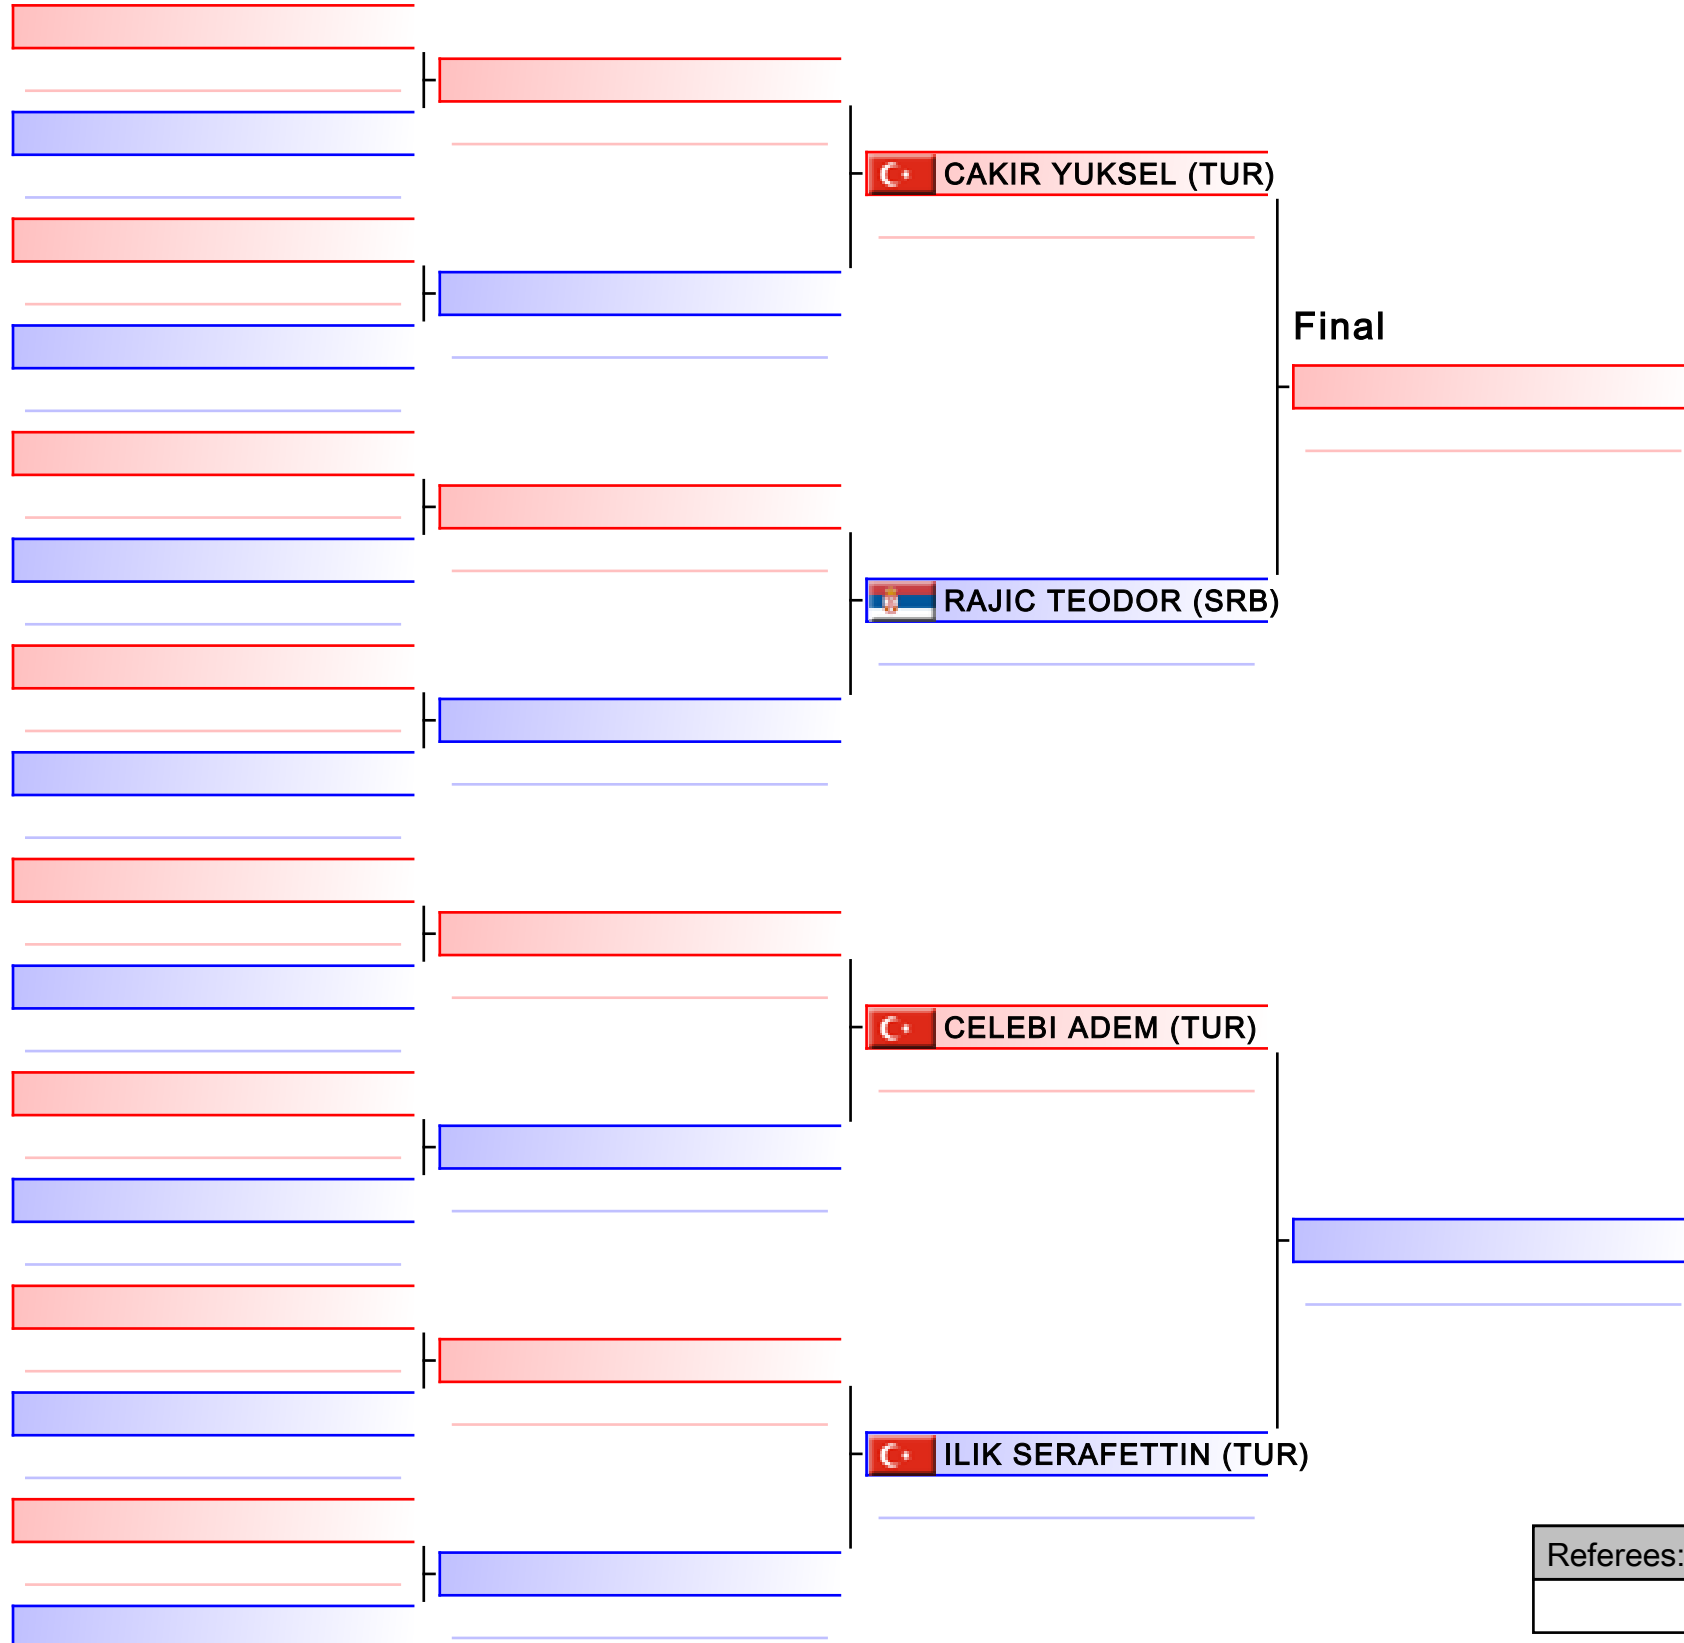 CAKIR YUKSEL (TUR)
Final
RAJIC TEODOR (SRB)
CELEBI ADEM (TUR)
ILIK SERAFETTIN (TUR)
Referees: